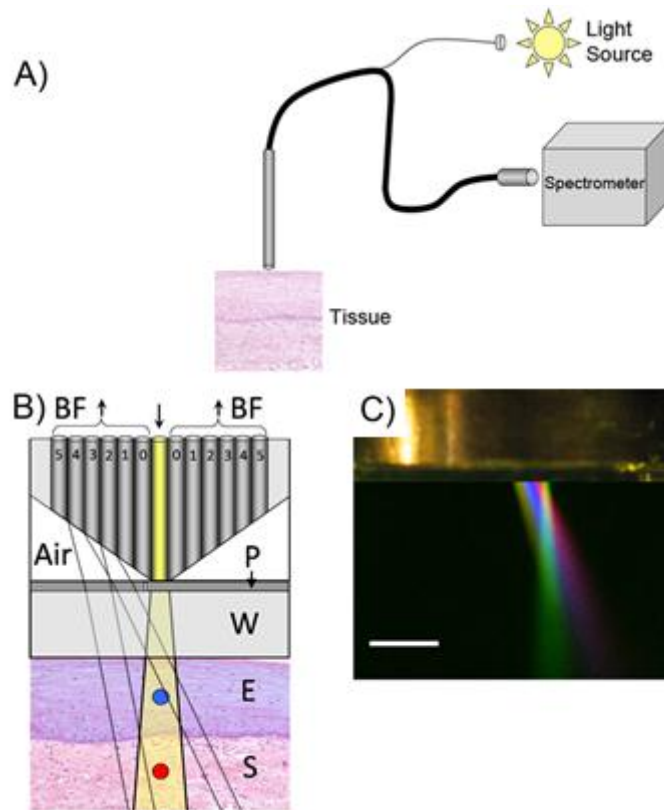 A)
Light
Source
Spectrometer
Tissue
B) BF ↑ ↓ ↑ BF
5 4 3 2 1 0 0 1 2 3 4 5
Air
P
W
E
S
C)